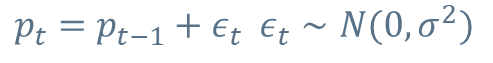 pₜ = pₜ₋₁ + ϵₜ ϵₜ ~ N(0, σ²)